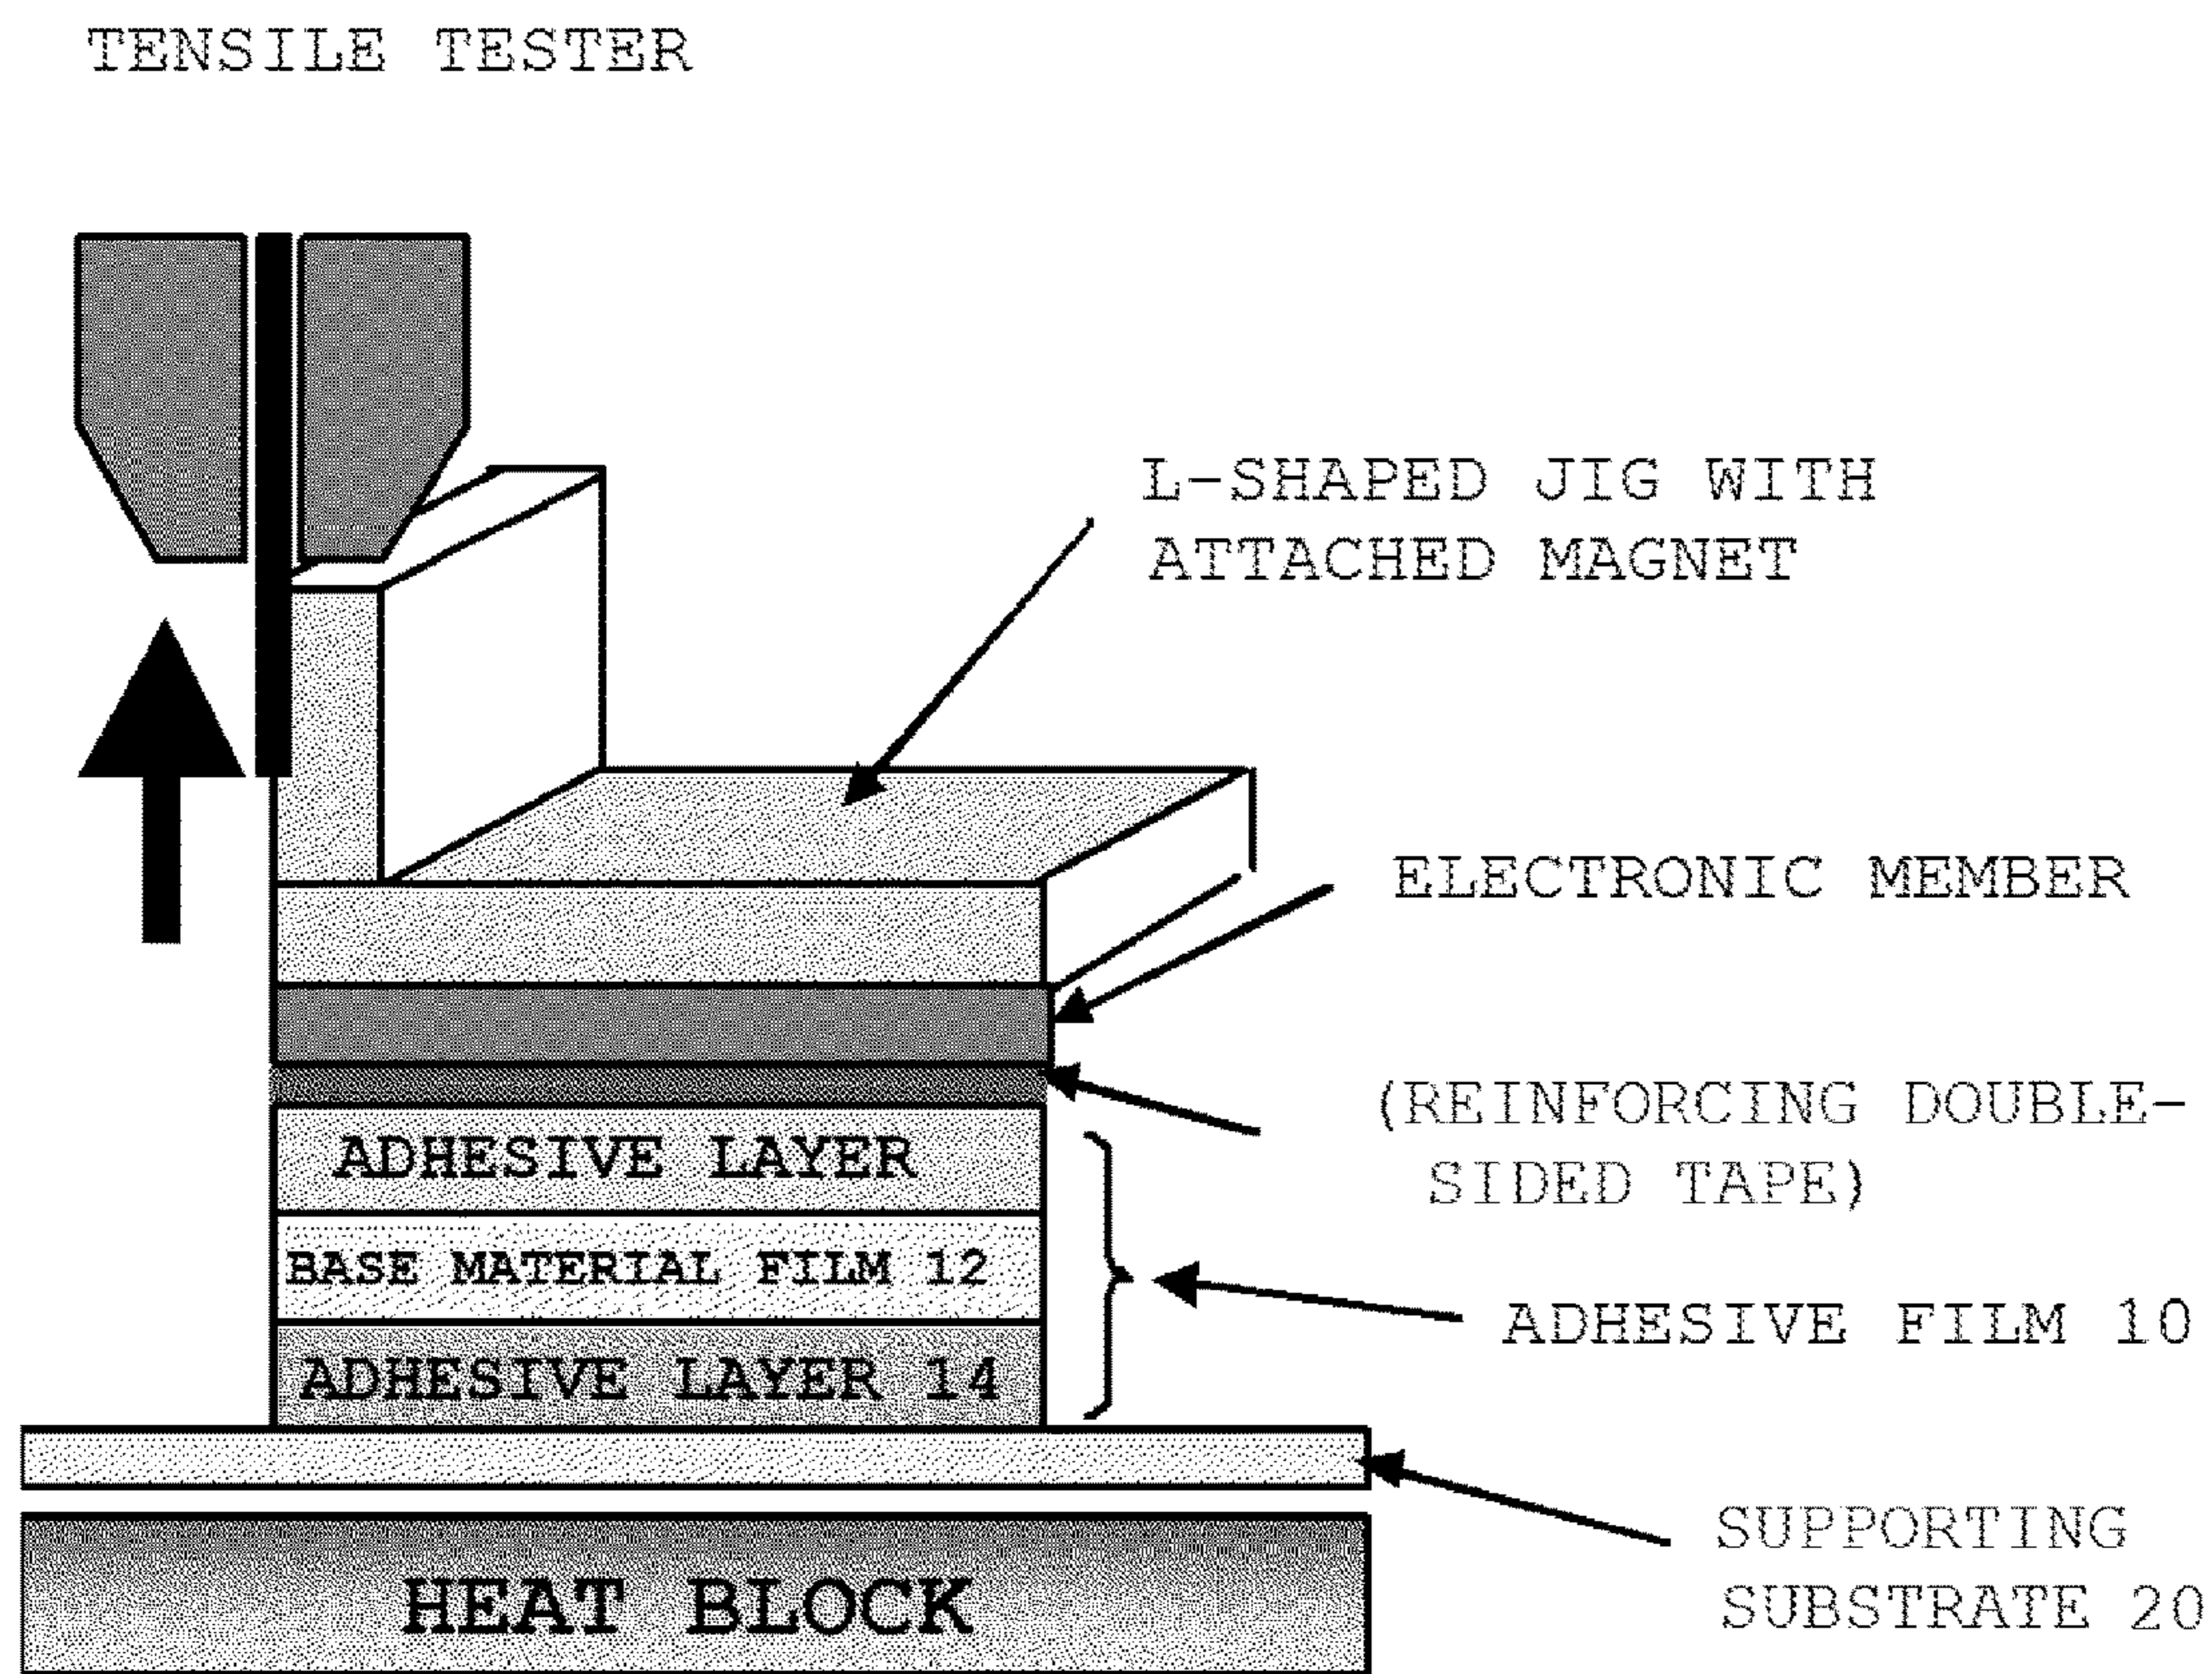 TENSILE TESTER
L-SHAPED JIG WITH
ATTACHED MAGNET
ELECTRONIC MEMBER
(REINFORCING DOUBLE-
SIDED TAPE)
ADHESIVE LAYER
BASE MATERIAL FILM 12
ADHESIVE FILM 10
ADHESIVE LAYER 14
SUPPORTING
SUBSTRATE 20
HEAT BLOCK